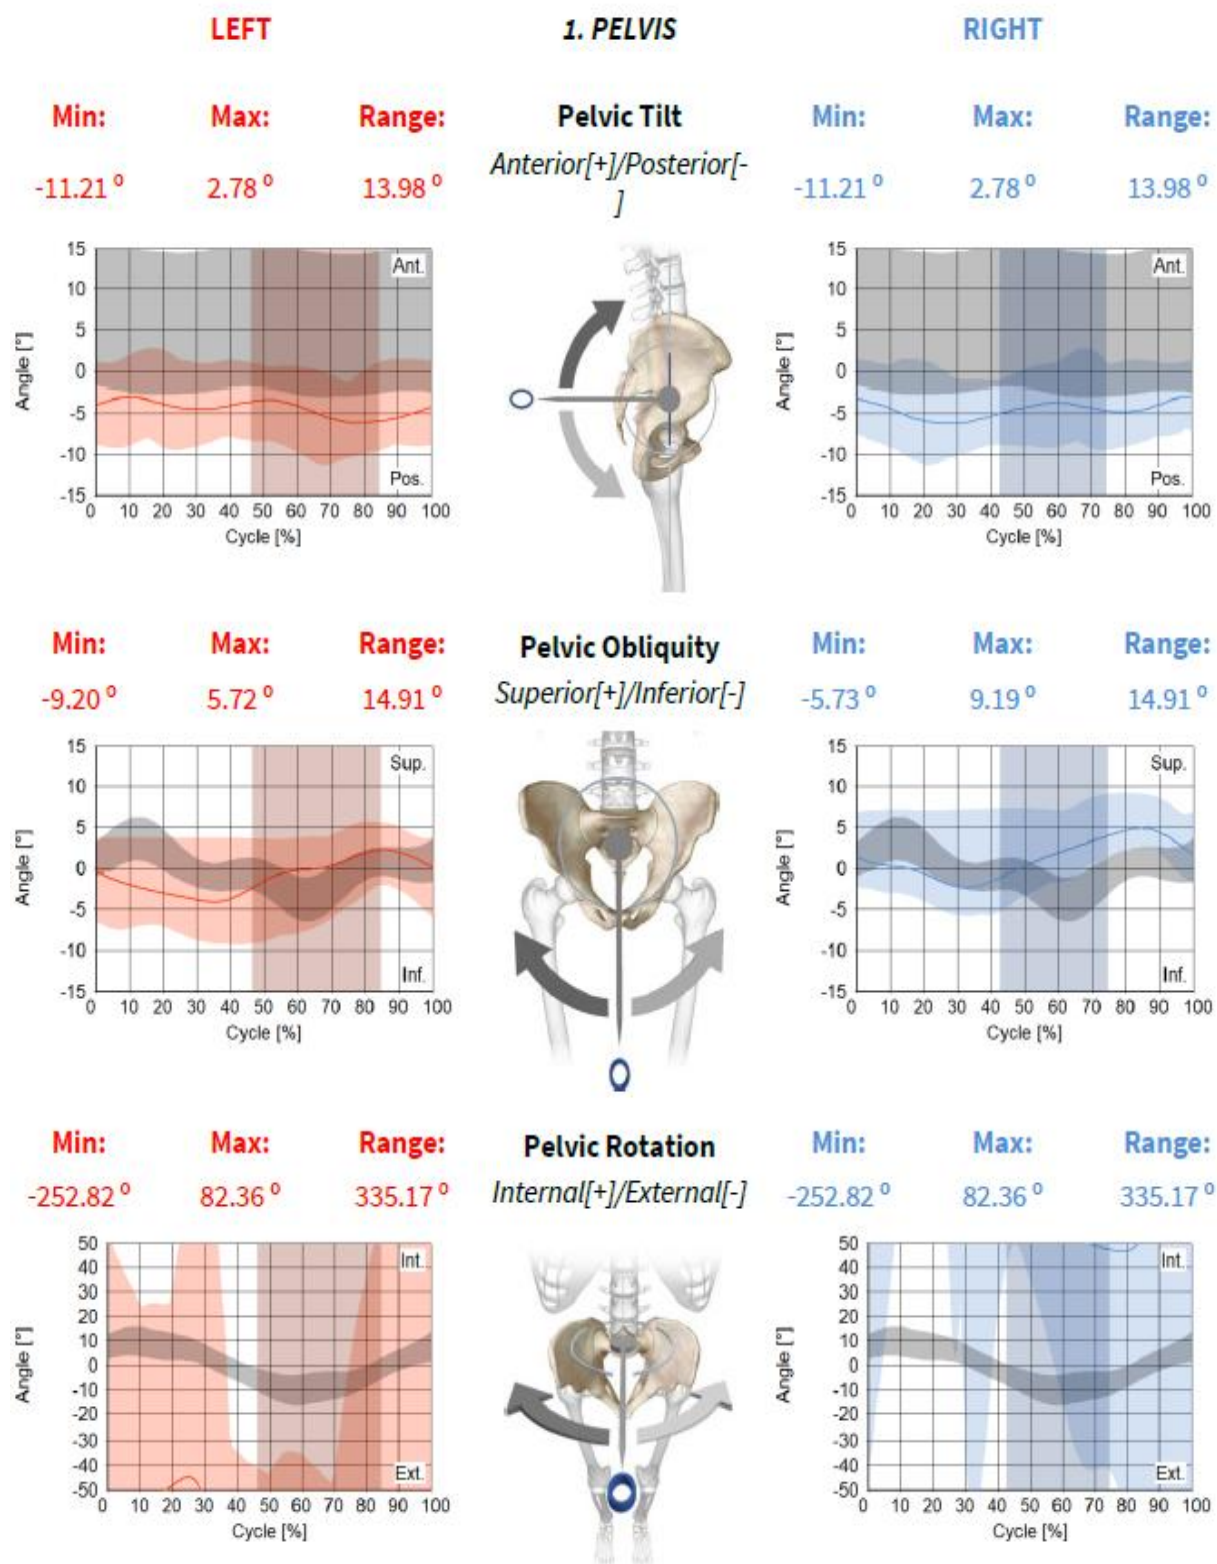 LEFT 1. PELVIS RIGHT
Min: Max: Range: Pelvic Tilt Min: Max: Range:
Anterior[+]/Posterior[-
]
-11.21 º 2.78 º 13.98 º -11.21 º 2.78 º 13.98 º
15
10
5
0
-5
-10
-15
Angle [°]
Ant.
Pos.
0 10 20 30 40 50 60 70 80 90 100
Cycle [%]
15
10
5
0
-5
-10
-15
Angle [°]
Ant.
Pos.
0 10 20 30 40 50 60 70 80 90 100
Cycle [%]
Min: Max: Range: Pelvic Obliquity Min: Max: Range:
-9.20 º 5.72 º 14.91 º Superior[+]/Inferior[-] -5.73 º 9.19 º 14.91 º
15
10
5
0
-5
-10
-15
Angle [°]
Sup.
Inf.
0 10 20 30 40 50 60 70 80 90 100
Cycle [%]
15
10
5
0
-5
-10
-15
Angle [°]
Sup.
Inf.
0 10 20 30 40 50 60 70 80 90 100
Cycle [%]
Min: Max: Range: Pelvic Rotation Min: Max: Range:
-252.82 º 82.36 º 335.17 º Internal[+]/External[-] -252.82 º 82.36 º 335.17 º
50
40
30
20
10
0
-10
-20
-30
-40
-50
Angle [°]
Int.
Ext.
0 10 20 30 40 50 60 70 80 90 100
Cycle [%]
50
40
30
20
10
0
-10
-20
-30
-40
-50
Angle [°]
Int.
Ext.
0 10 20 30 40 50 60 70 80 90 100
Cycle [%]